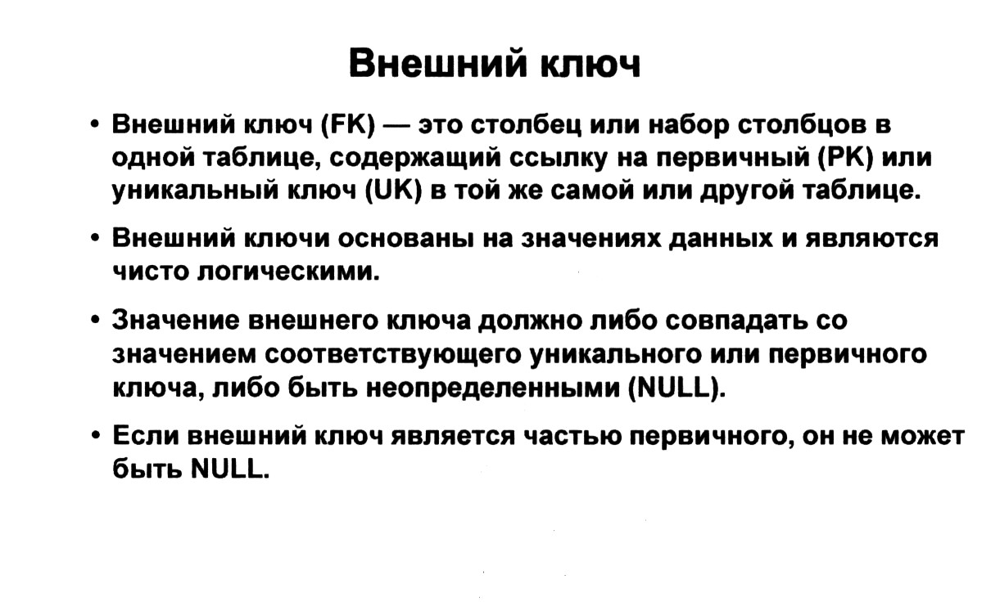 Внешний ключ
• Внешний ключ (FK) — это столбец или набор столбцов в
одной таблице, содержащий ссылку на первичный (PK) или
уникальный ключ (UK) в той же самой или другой таблице.
• Внешний ключи основаны на значениях данных и являются
чисто логическими.
• Значение внешнего ключа должно либо совпадать со
значением соответствующего уникального или первичного
ключа, либо быть неопределенными (NULL).
• Если внешний ключ является частью первичного, он не может
быть NULL.